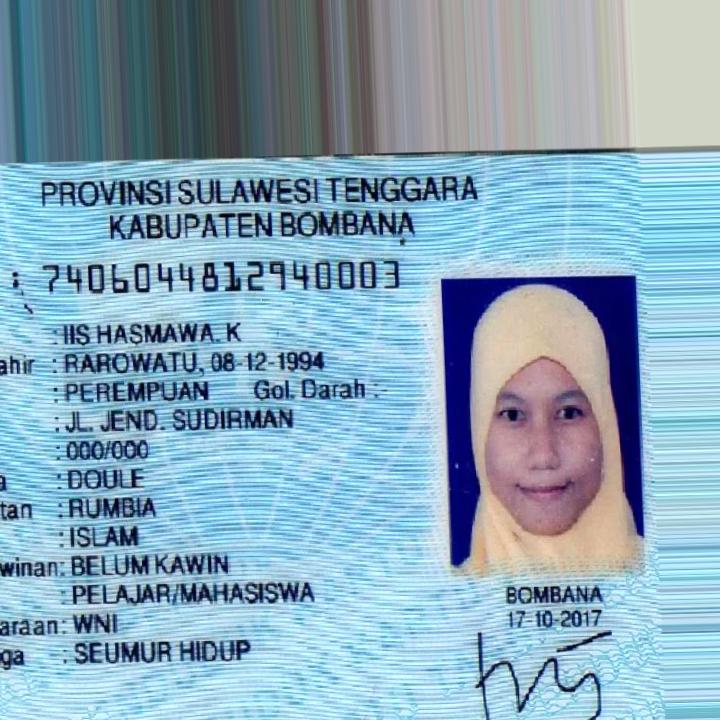 PROVINSI SULAWESI TENGGARA
KABUPATEN BOMBANA
: 7406044812940003
: IIS HASMAWA. K
ahir : RAROWATU, 08-12-1994
: PEREMPUAN Gol. Darah :-
: JL. JEND. SUDIRMAN
: 000/000
a : DOULE
tan : RUMBIA
: ISLAM
winan: BELUM KAWIN
: PELAJAR/MAHASISWA
araan: WNI
ga : SEUMUR HIDUP
BOMBANA
17-10-2017